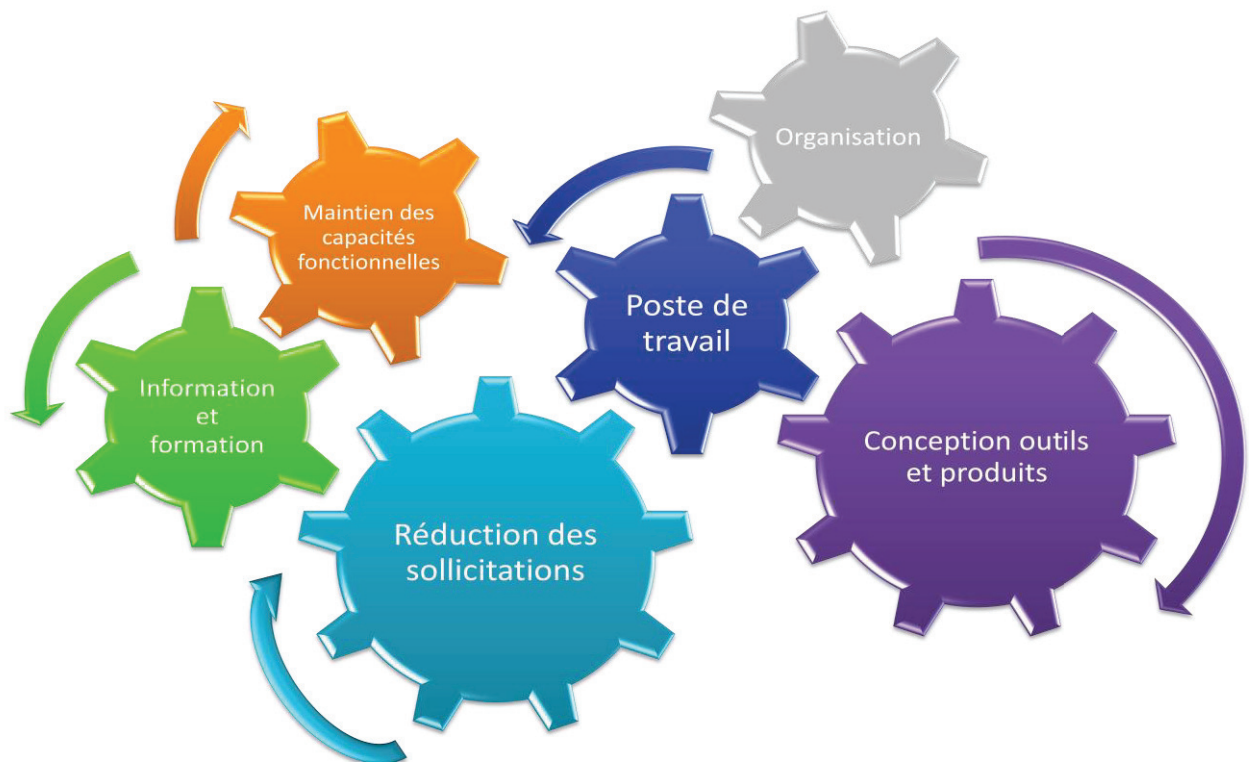 Organisation
Maintien des
capacités
fonctionnelles
Poste de
travail
Information
et
formation
Conception outils
et produits
Réduction des
sollicitations